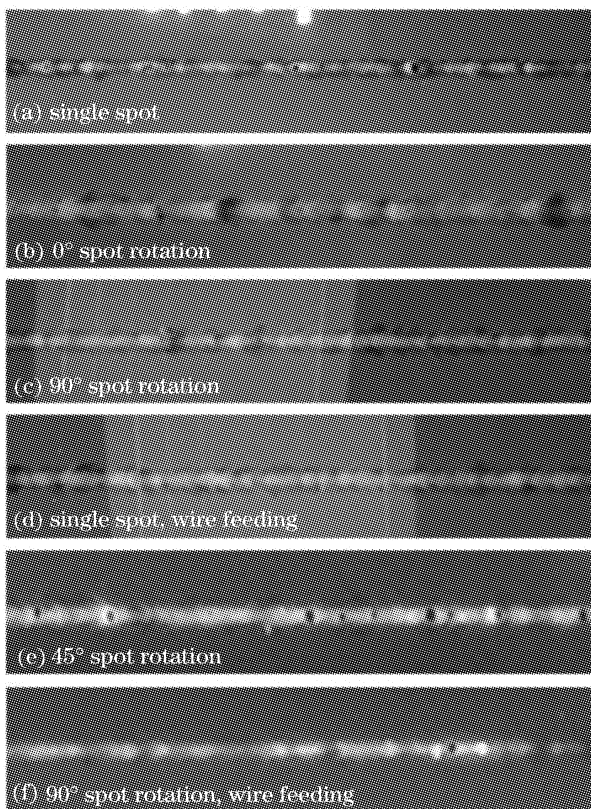 (a) single spot
(b) 0° spot rotation
(c) 90° spot rotation
(d) single spot, wire feeding
(e) 45° spot rotation
(f) 90° spot rotation, wire feeding